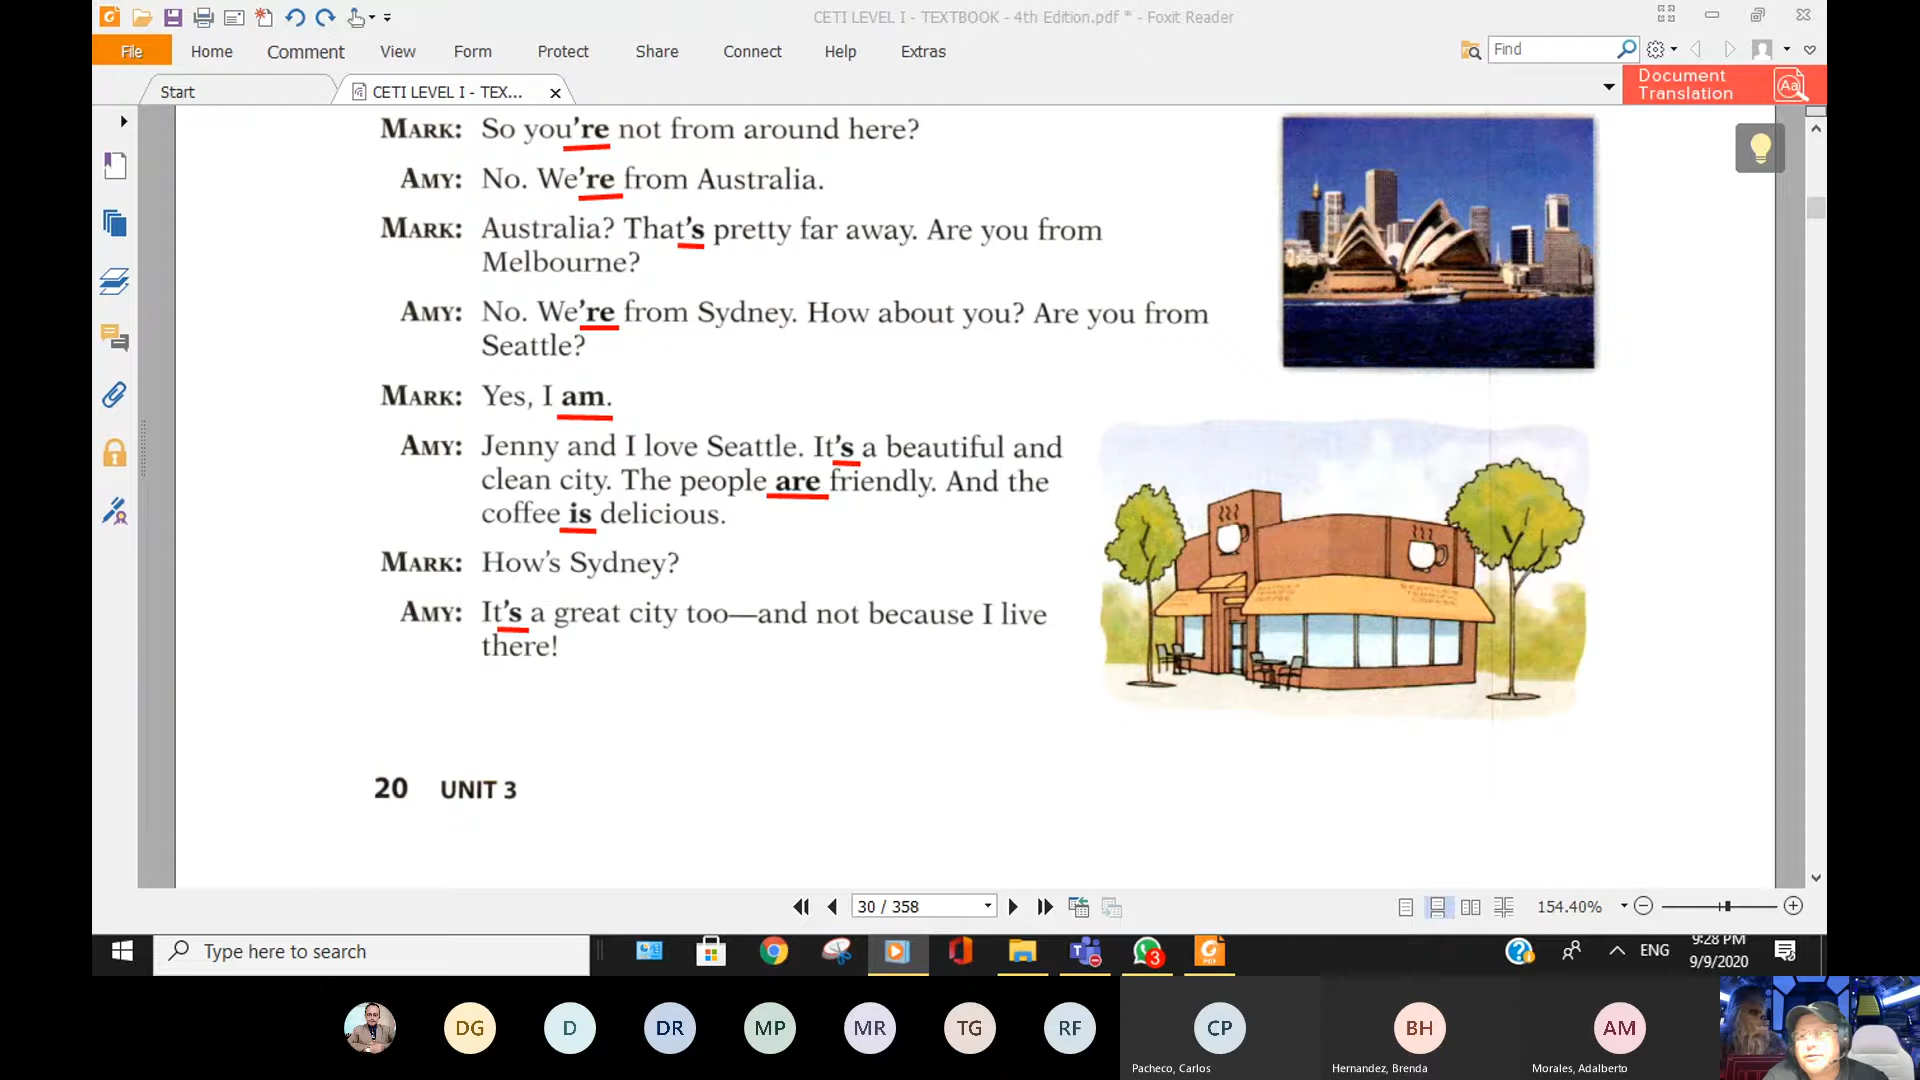 CETI LEVEL I - TEXTBOOK - 4th Edition.pdf * - Foxit Reader
File Home Comment View Form Protect Share Connect Help Extras
Find
Start
CETI LEVEL I - TEX...
Document
Translation
MARK: So you're not from around here?
AMY: No. We're from Australia.
MARK: Australia? That's pretty far away. Are you from
Melbourne?
AMY: No. We're from Sydney. How about you? Are you from
Seattle?
MARK: Yes, I am.
AMY: Jenny and I love Seattle. It's a beautiful and
clean city. The people are friendly. And the
coffee is delicious.
MARK: How's Sydney?
AMY: It's a great city too—and not because I live
there!
20 UNIT 3
30 / 358
154.40%
Type here to search
3
ENG
9:28 PM
9/9/2020
DG
D
DR
MP
MR
TG
RF
CP
BH
AM
Pacheco, Carlos
Hernandez, Brenda
Morales, Adalberto